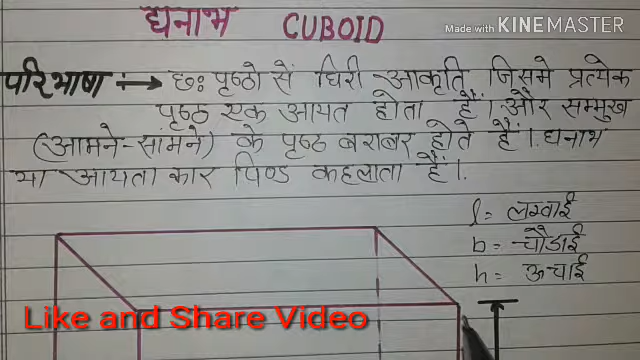 घनाभ CUBOID
Made with KINEMASTER
परिभाषा :→ छः पृष्ठो सें घिरी आकृति जिसमे प्रत्येक
पृष्ठ एक आयत होता हैं। और सम्मुख
(आमने-सामने) के पृष्ठ बराबर होते हैं। घनाभ
या आयता कार पिण्ड कहलाता हैं।
l = लम्बाई
b = चौडाई
h = ऊचाई
Like and Share Video